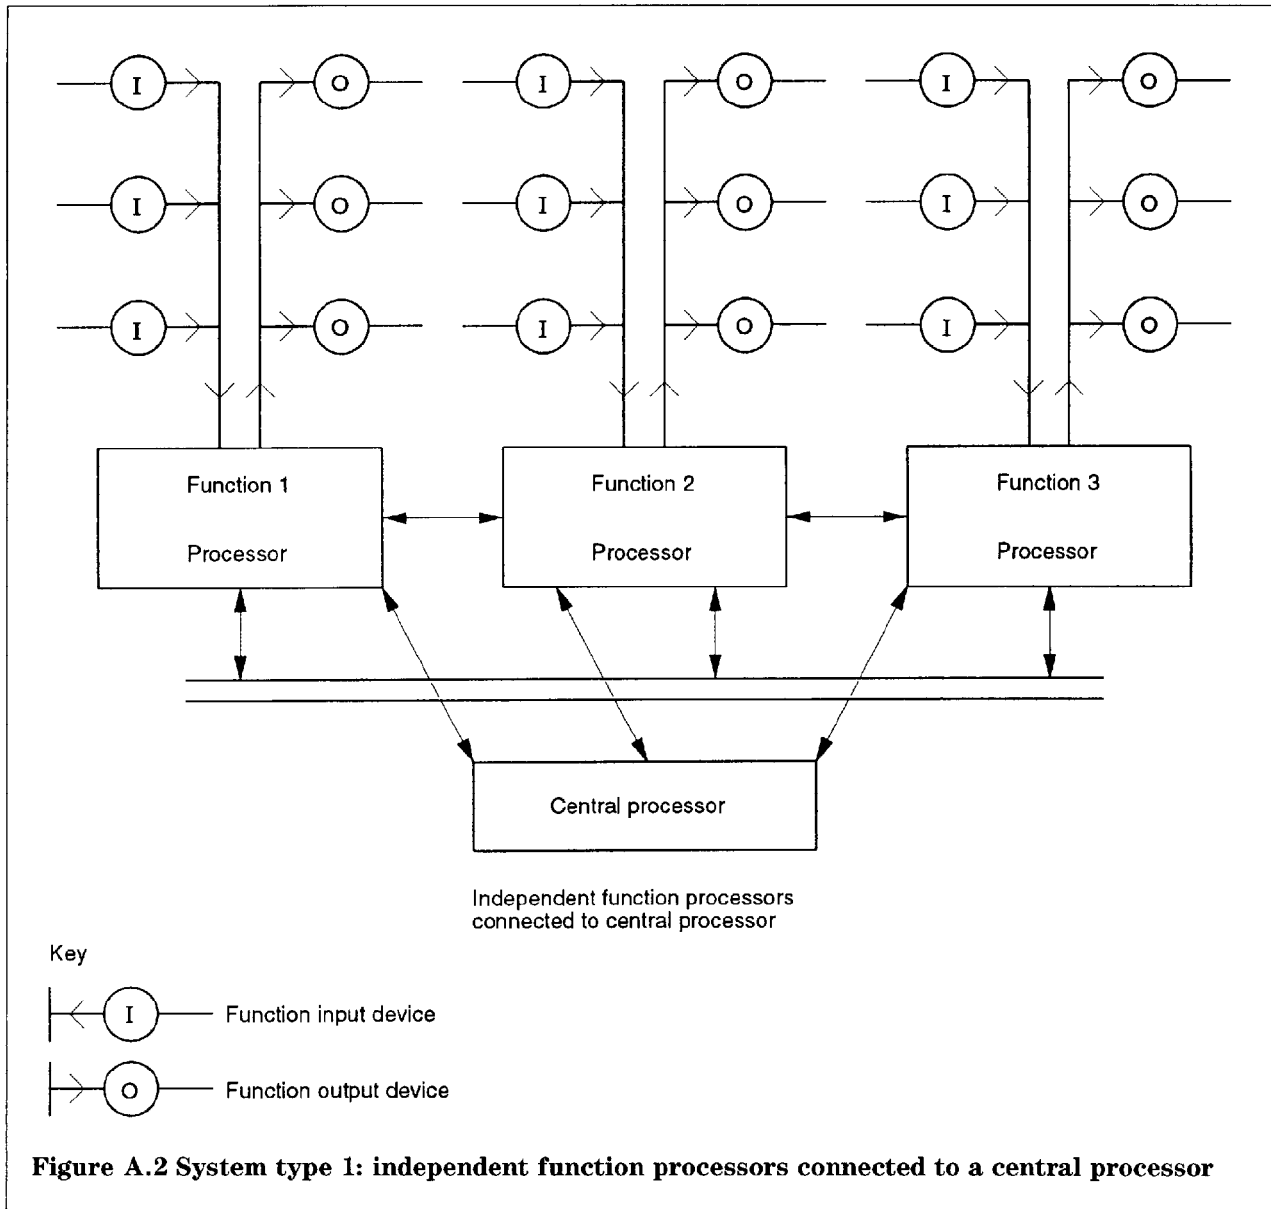 I O I O I O
I O I O I O
I O I O I O
Function 1 Function 2 Function 3
Processor Processor Processor
Central processor
Independent function processors
connected to central processor
Key
I Function input device
O Function output device
Figure A.2 System type 1: independent function processors connected to a central processor